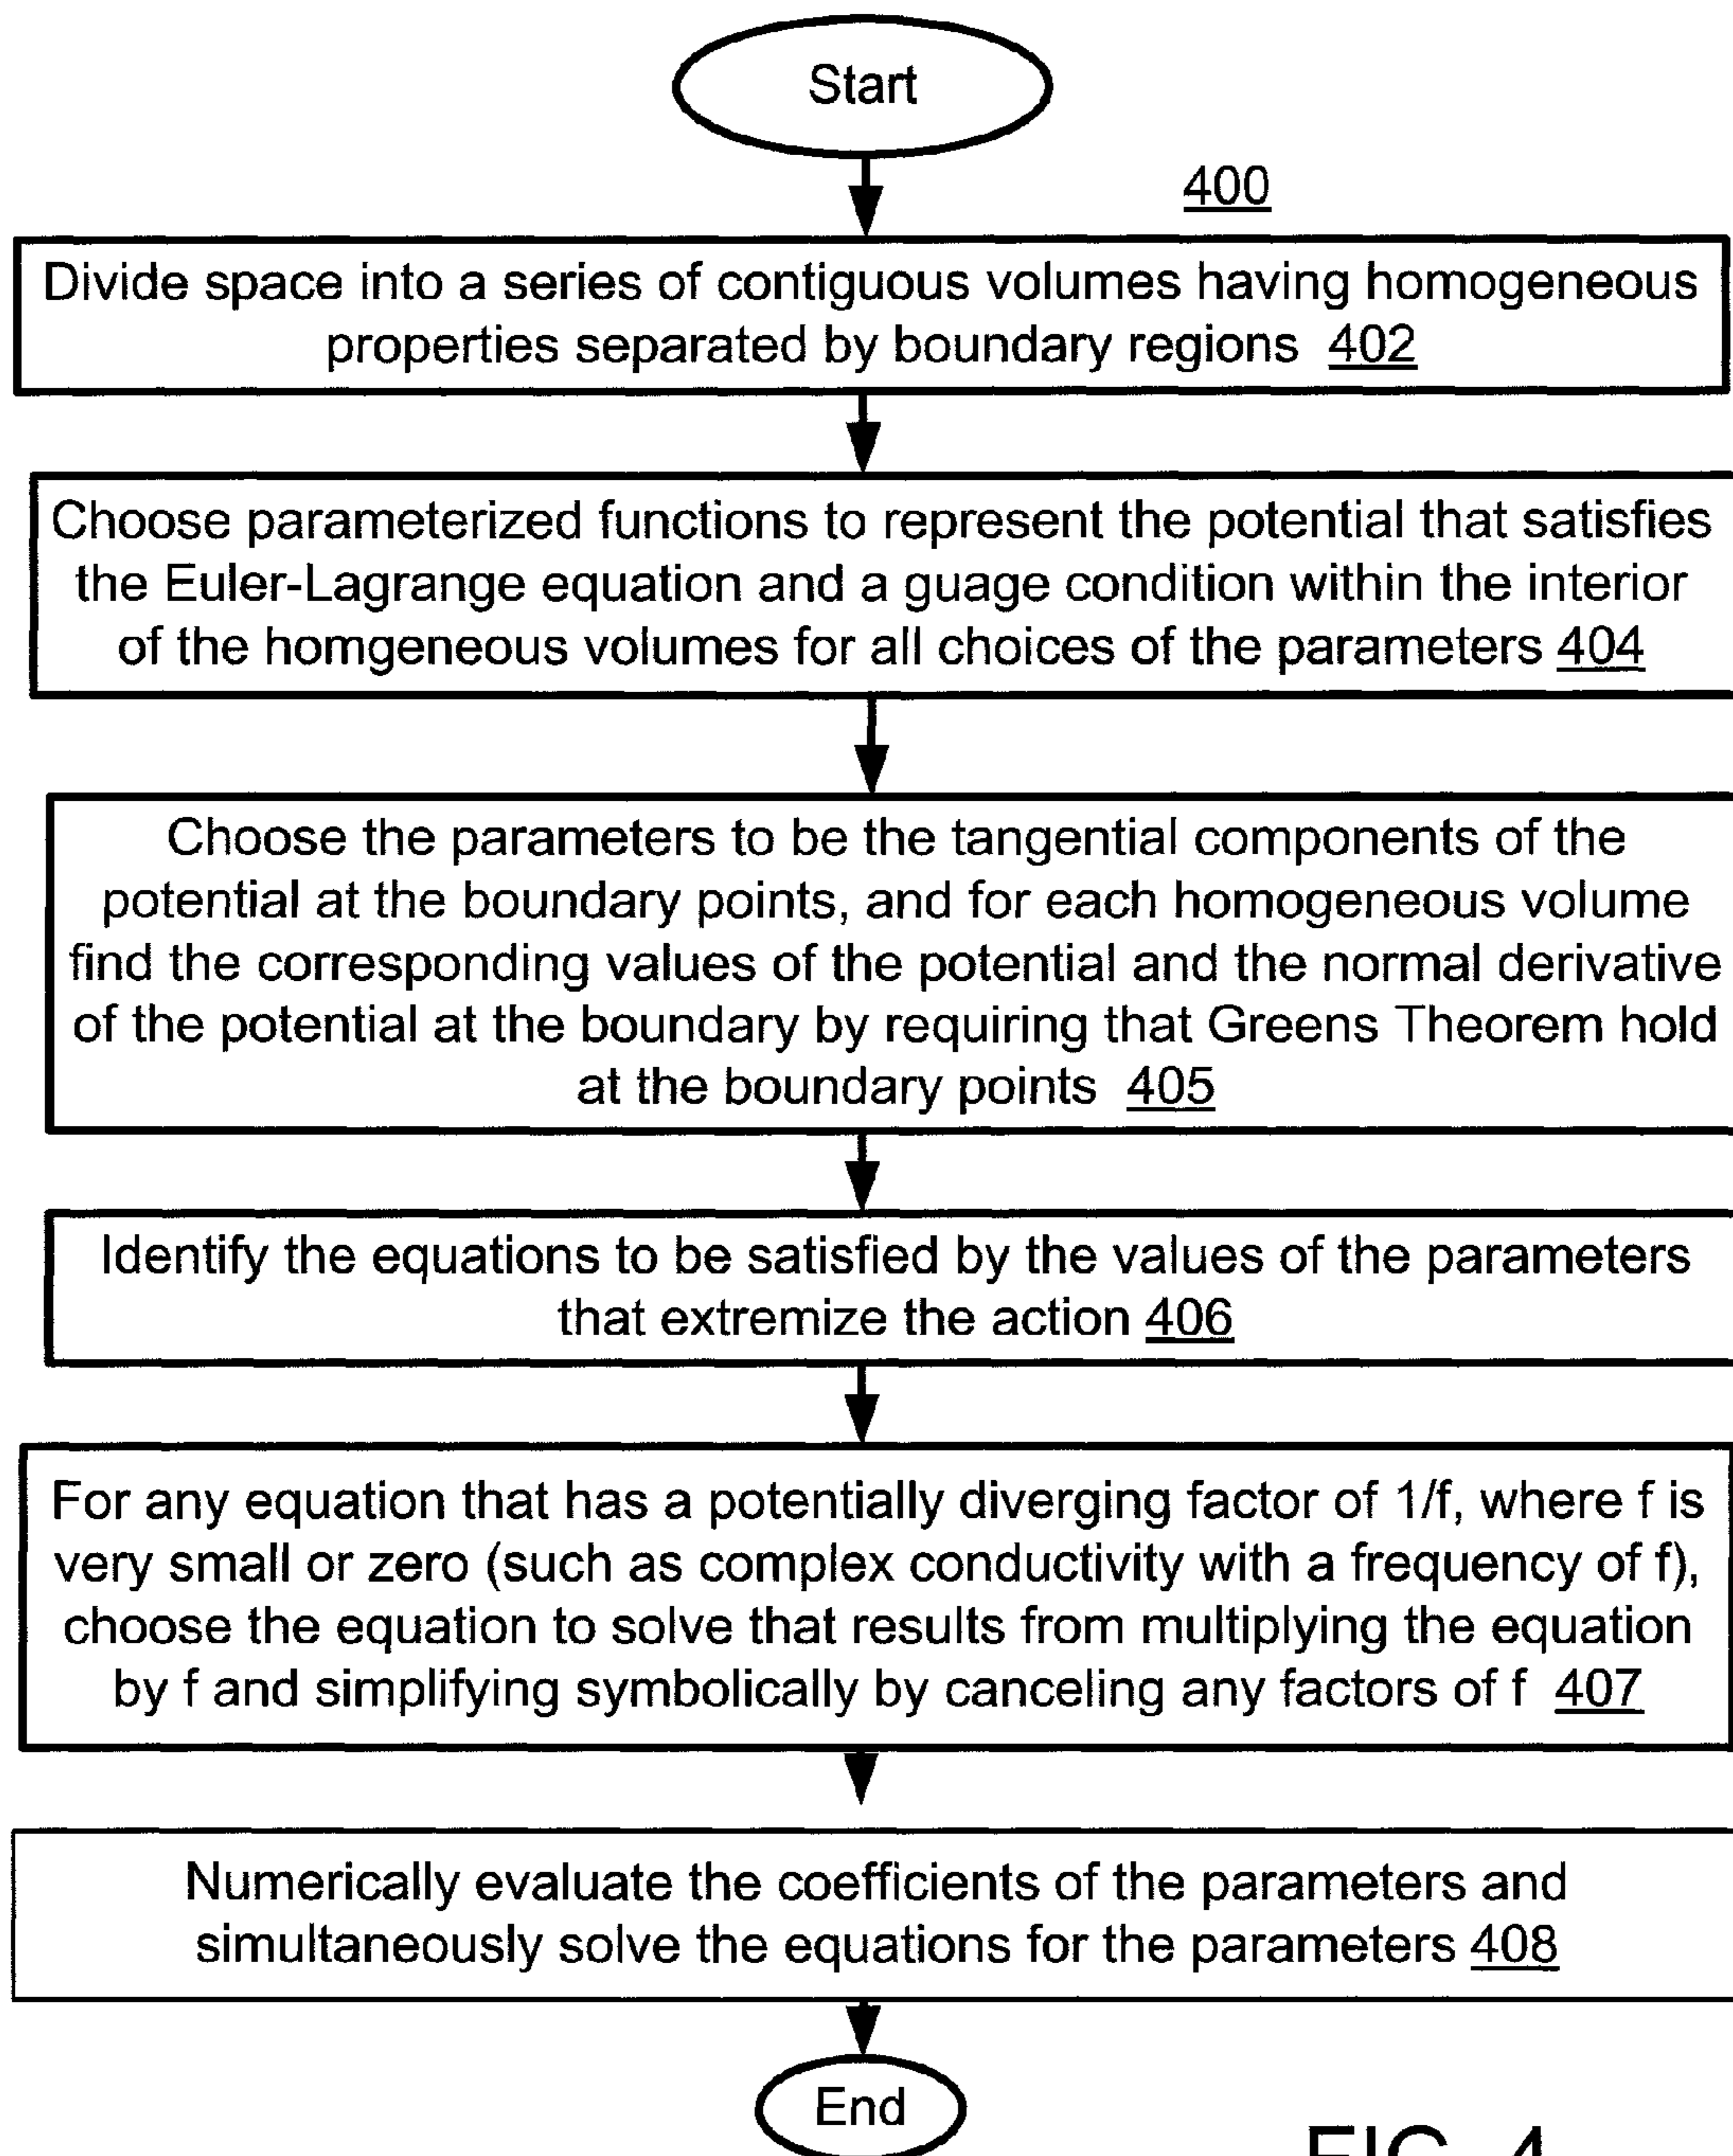 Start
400
Divide space into a series of contiguous volumes having homogeneous
properties separated by boundary regions 402
Choose parameterized functions to represent the potential that satisfies
the Euler-Lagrange equation and a guage condition within the interior
of the homgeneous volumes for all choices of the parameters 404
Choose the parameters to be the tangential components of the
potential at the boundary points, and for each homogeneous volume
find the corresponding values of the potential and the normal derivative
of the potential at the boundary by requiring that Greens Theorem hold
at the boundary points 405
Identify the equations to be satisfied by the values of the parameters
that extremize the action 406
For any equation that has a potentially diverging factor of 1/f, where f is
very small or zero (such as complex conductivity with a frequency of f),
choose the equation to solve that results from multiplying the equation
by f and simplifying symbolically by canceling any factors of f 407
Numerically evaluate the coefficients of the parameters and
simultaneously solve the equations for the parameters 408
End
FIG. 4